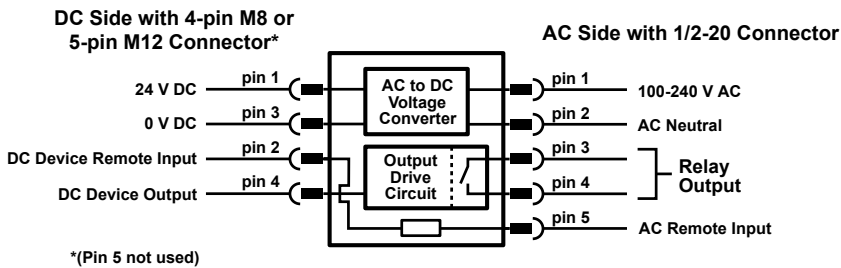 DC Side with 4-pin M8 or
5-pin M12 Connector*
AC Side with 1/2-20 Connector
24 V DC
pin 1
0 V DC
pin 3
DC Device Remote Input
pin 2
DC Device Output
pin 4
AC to DC
Voltage
Converter
Output
Drive
Circuit
pin 1
100-240 V AC
pin 2
AC Neutral
pin 3
pin 4
Relay
Output
pin 5
AC Remote Input
*(Pin 5 not used)